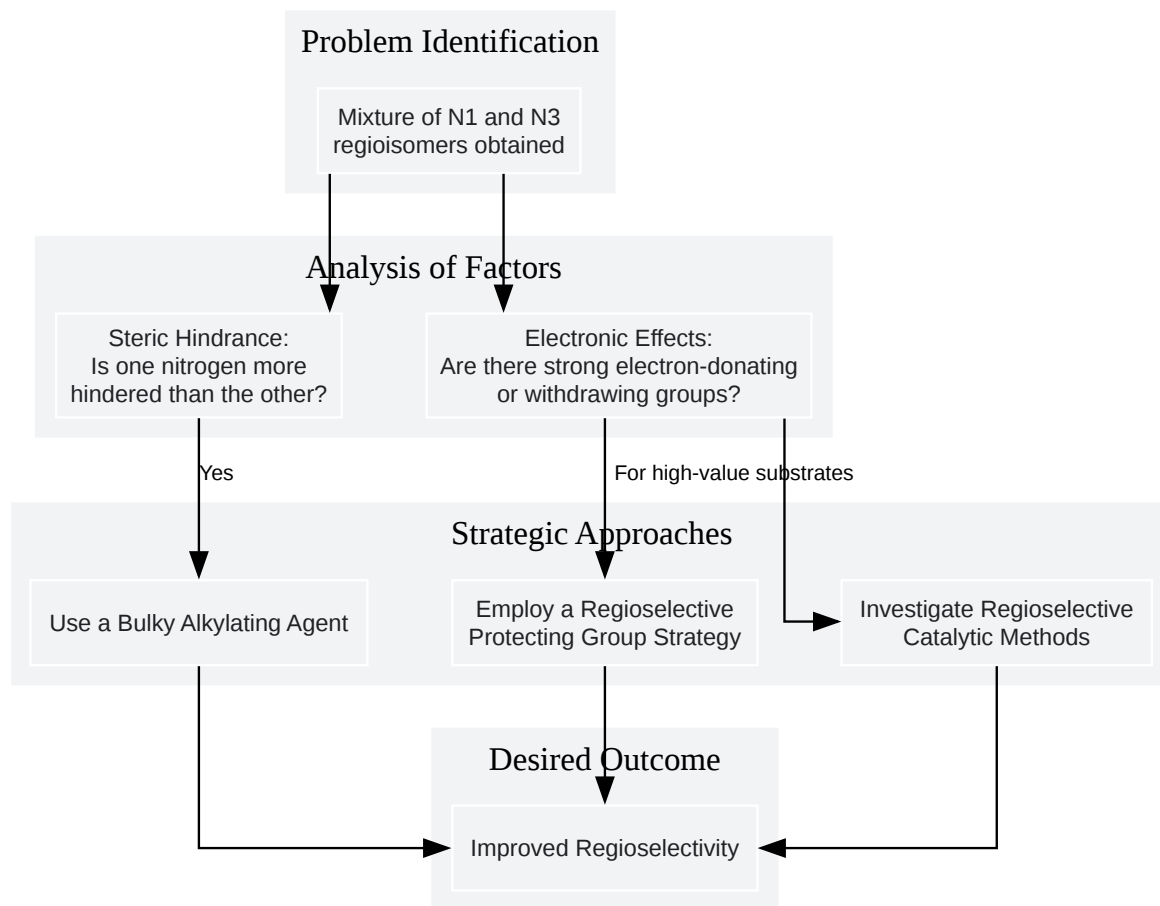 Problem Identification
Mixture of N1 and N3
regioisomers obtained
Analysis of Factors
Steric Hindrance:
Is one nitrogen more
hindered than the other?
Electronic Effects:
Are there strong electron-donating
or withdrawing groups?
Yes
For high-value substrates
Strategic Approaches
Use a Bulky Alkylating Agent
Employ a Regioselective
Protecting Group Strategy
Investigate Regioselective
Catalytic Methods
Desired Outcome
Improved Regioselectivity